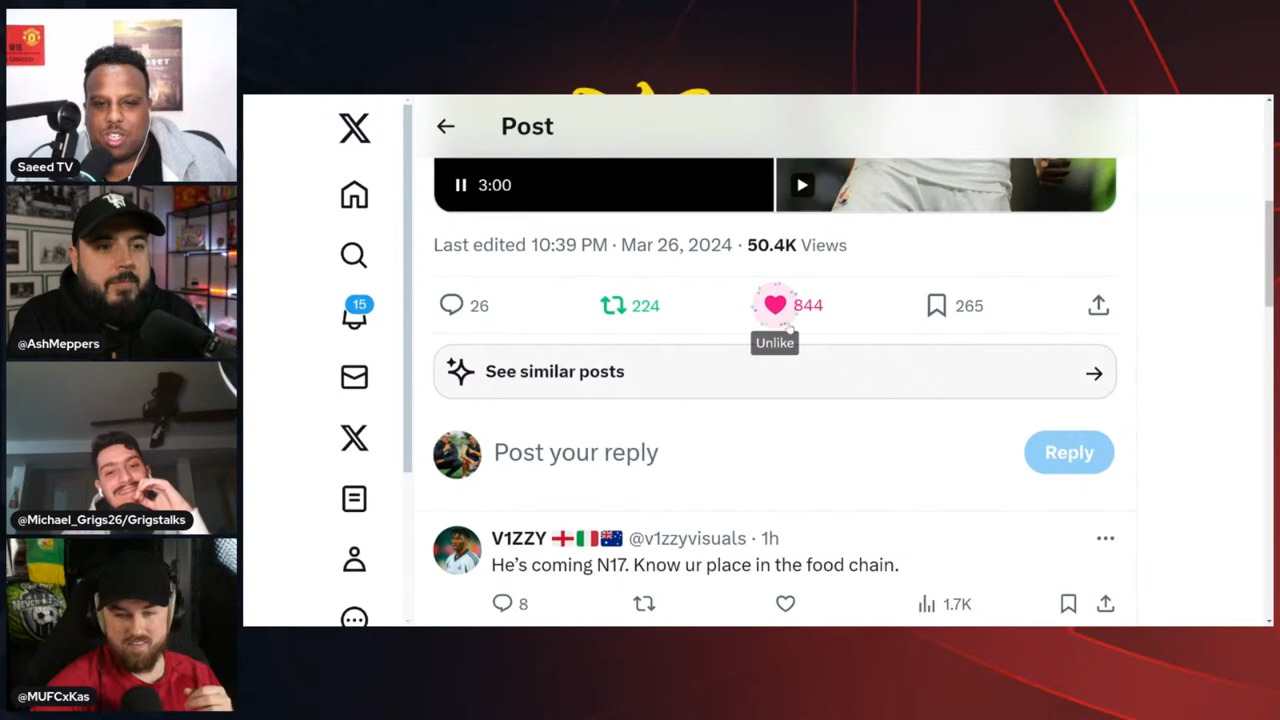 Saeed TV
@AshMeppers
@Michael_Grigs26/Grigstalks
@MUFCxKas
15
Post
3:00
Last edited 10:39 PM · Mar 26, 2024 · 50.4K Views
26 224 844 265
Unlike
See similar posts
Post your reply
Reply
V1ZZY @v1zzyvisuals · 1h
He's coming N17. Know ur place in the food chain.
8 1.7K